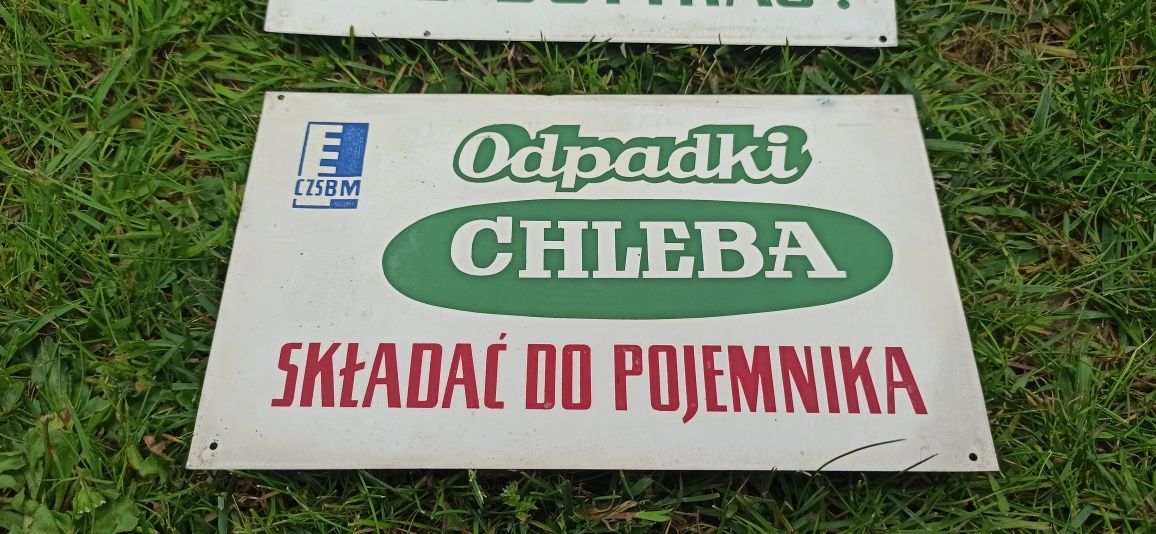 Odpadki
CHLEBA
SKŁADAĆ DO POJEMNIKA
CZSBM